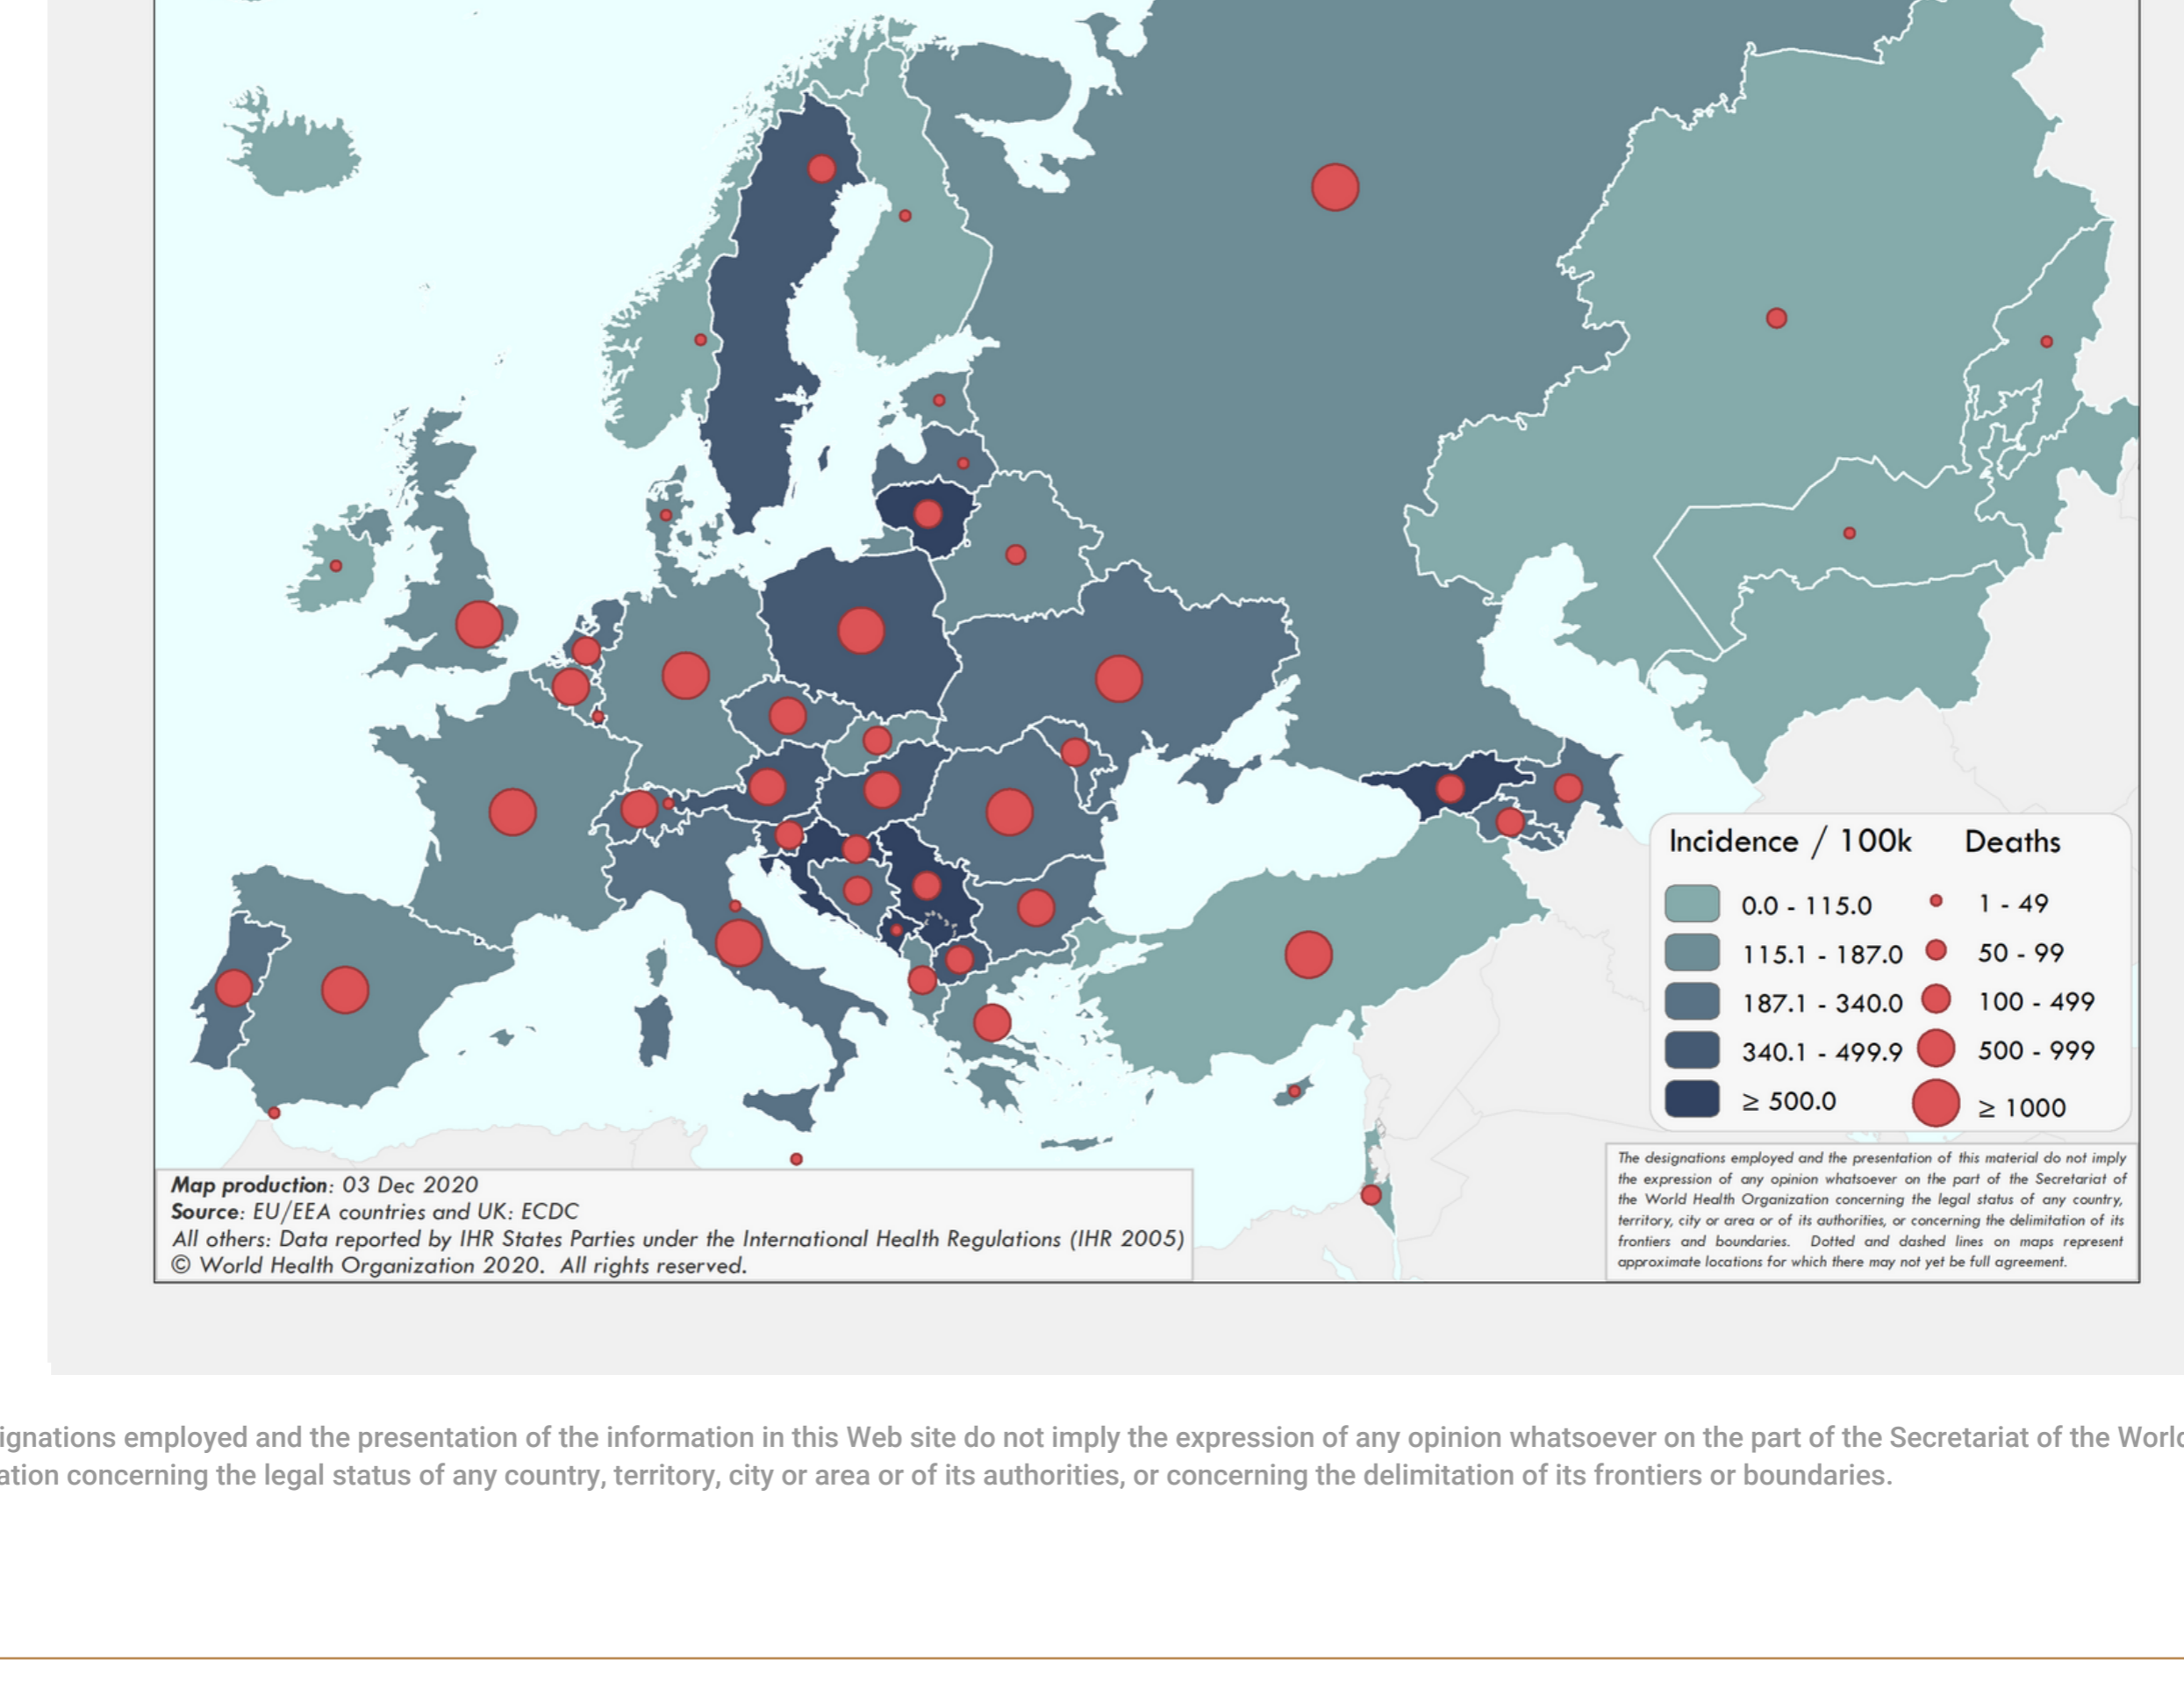 Incidence / 100k Deaths
0.0 - 115.0 1 - 49
115.1 - 187.0 50 - 99
187.1 - 340.0 100 - 499
340.1 - 499.9 500 - 999
≥ 500.0 ≥ 1000
Map production: 03 Dec 2020
Source: EU/EEA countries and UK: ECDC
All others: Data reported by IHR States Parties under the International Health Regulations (IHR 2005)
© World Health Organization 2020. All rights reserved.
The designations employed and the presentation of this material do not imply
the expression of any opinion whatsoever on the part of the Secretariat of
the World Health Organization concerning the legal status of any country,
territory, city or area or of its authorities, or concerning the delimitation of its
frontiers and boundaries. Dotted and dashed lines on maps represent
approximate locations for which there may not yet be full agreement.
ignations employed and the presentation of the information in this Web site do not imply the expression of any opinion whatsoever on the part of the Secretariat of the World
ation concerning the legal status of any country, territory, city or area or of its authorities, or concerning the delimitation of its frontiers or boundaries.